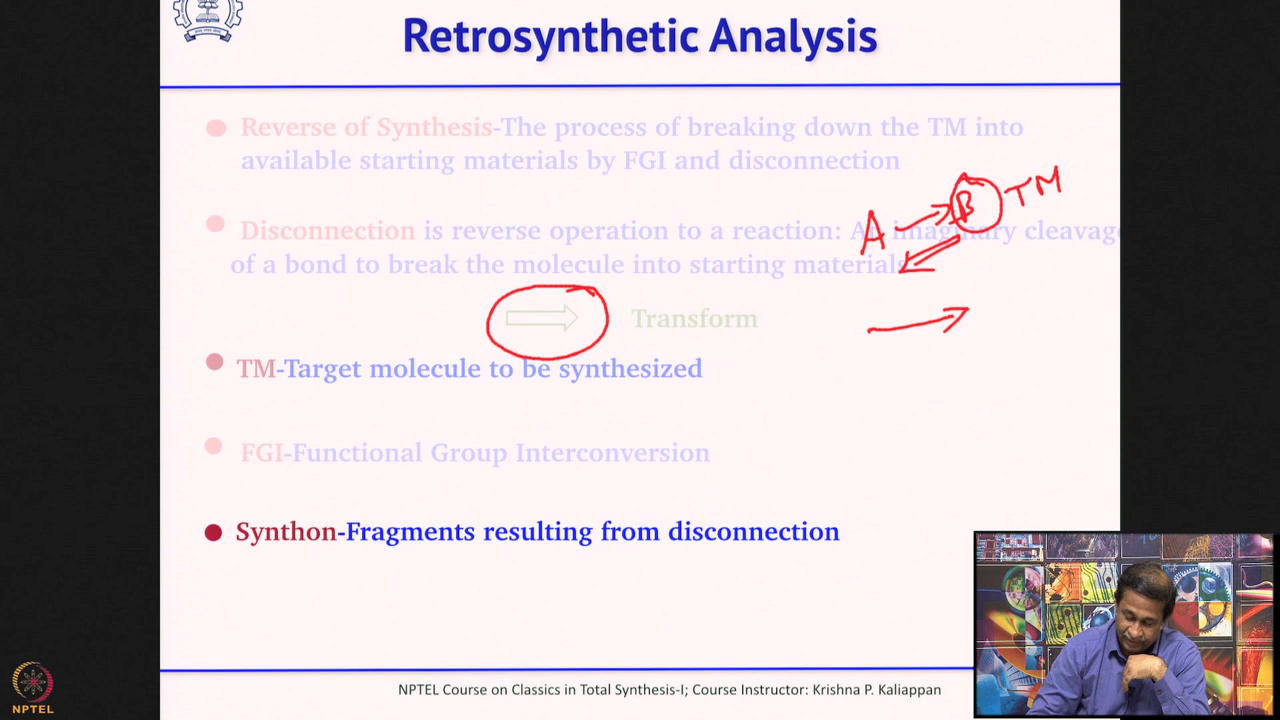 Retrosynthetic Analysis
Reverse of Synthesis-The process of breaking down the TM into
available starting materials by FGI and disconnection
A → B TM
Disconnection is reverse operation to a reaction: An imaginary cleavage
of a bond to break the molecule into starting materials
Transform
TM-Target molecule to be synthesized
FGI-Functional Group Interconversion
Synthon-Fragments resulting from disconnection
NPTEL Course on Classics in Total Synthesis-I; Course Instructor: Krishna P. Kaliappan
NPTEL